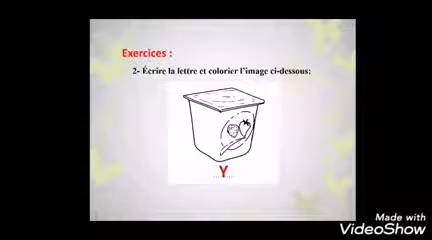 Exercices :
2- Écrire la lettre et colorier l'image ci-dessous:
Y
Made with
VideoShow